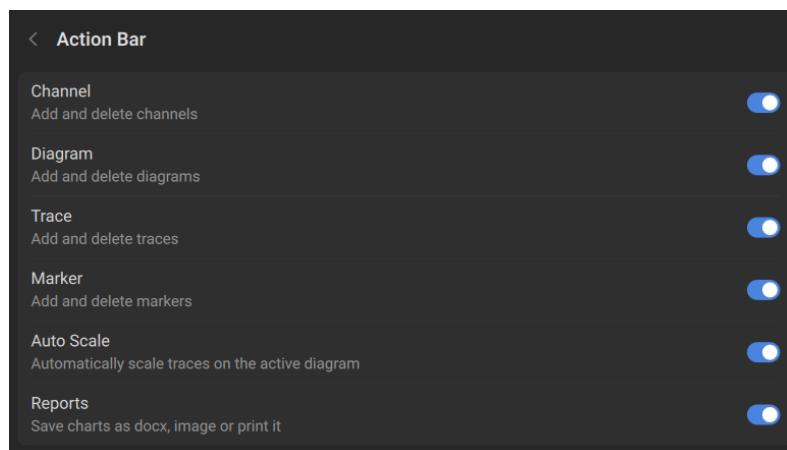 Action Bar
Channel
Add and delete channels
Diagram
Add and delete diagrams
Trace
Add and delete traces
Marker
Add and delete markers
Auto Scale
Automatically scale traces on the active diagram
Reports
Save charts as docx, image or print it